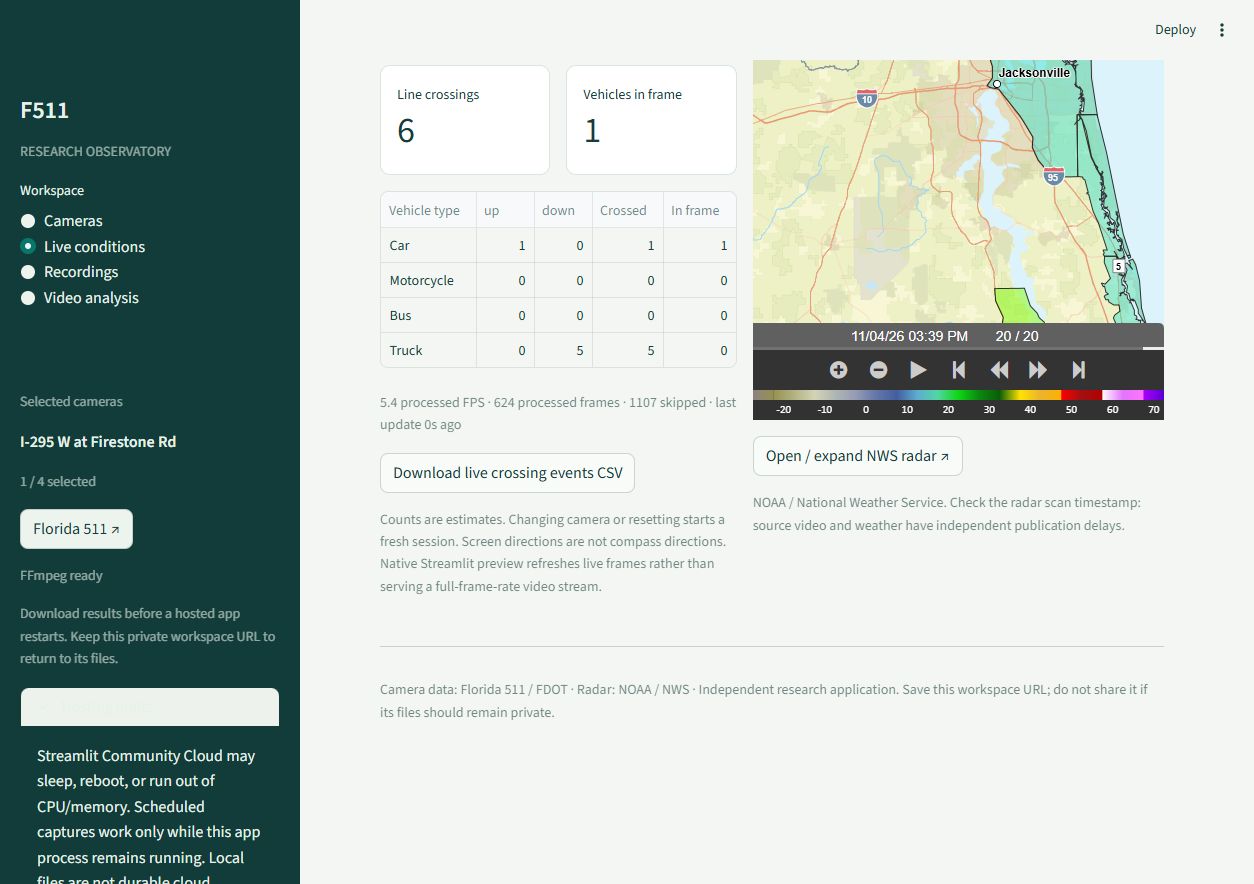 Deploy
F511
RESEARCH OBSERVATORY
Workspace
Cameras
Live conditions
Recordings
Video analysis
Selected cameras
I-295 W at Firestone Rd
1 / 4 selected
Florida 511 ↗
FFmpeg ready
Download results before a hosted app
restarts. Keep this private workspace URL to
return to its files.
Streamlit Community Cloud may
sleep, reboot, or run out of
CPU/memory. Scheduled
captures work only while this app
process remains running. Local
files are not durable cloud
Line crossings
6
Vehicles in frame
1
Vehicle type up down Crossed In frame
Car 1 0 1 1
Motorcycle 0 0 0 0
Bus 0 0 0 0
Truck 0 5 5 0
5.4 processed FPS · 624 processed frames · 1107 skipped · last
update 0s ago
Download live crossing events CSV
Counts are estimates. Changing camera or resetting starts a
fresh session. Screen directions are not compass directions.
Native Streamlit preview refreshes live frames rather than
serving a full-frame-rate video stream.
Jacksonville
10
95
5
11/04/26 03:39 PM 20 / 20
-20 -10 0 10 20 30 40 50 60 70
Open / expand NWS radar ↗
NOAA / National Weather Service. Check the radar scan timestamp:
source video and weather have independent publication delays.
Camera data: Florida 511 / FDOT · Radar: NOAA / NWS · Independent research application. Save this workspace URL; do not share it if
its files should remain private.